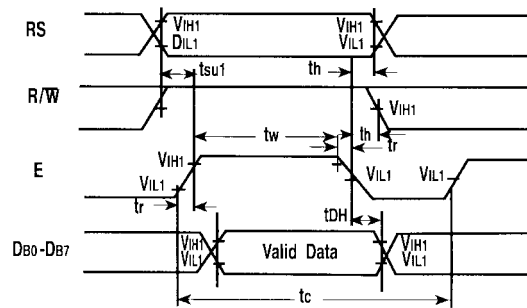 RS VIH1 DIL1 VIH1 VIL1
tsu1 th
R/W̅ VIH1
tw th tr
E VIH1 VIL1 VIL1 VIL1
tr tDH
DB0-DB7 VIH1 VIL1 Valid Data VIH1 VIL1
tc